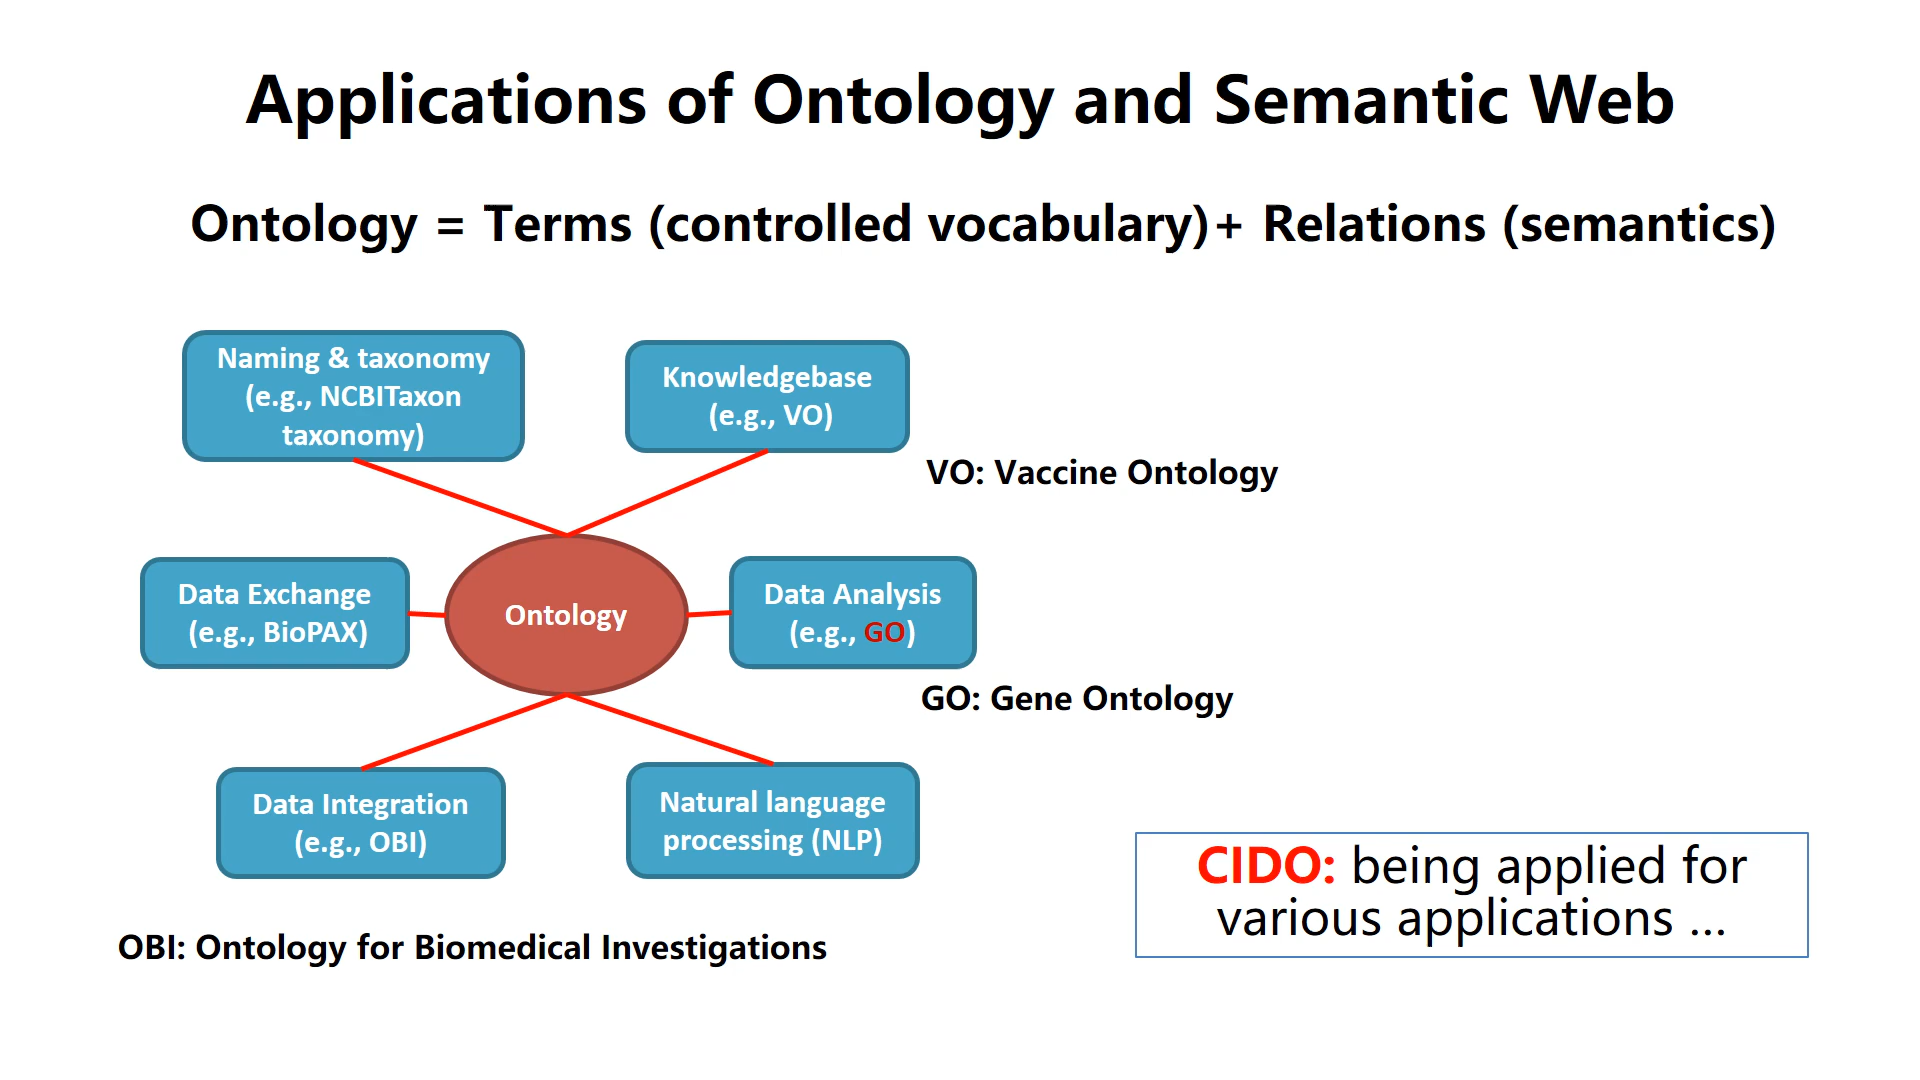 Applications of Ontology and Semantic Web
Ontology = Terms (controlled vocabulary)+ Relations (semantics)
Naming & taxonomy
(e.g., NCBITaxon
taxonomy)
Knowledgebase
(e.g., VO)
VO: Vaccine Ontology
Data Exchange
(e.g., BioPAX)
Ontology
Data Analysis
(e.g., GO)
GO: Gene Ontology
Data Integration
(e.g., OBI)
Natural language
processing (NLP)
CIDO: being applied for
various applications ...
OBI: Ontology for Biomedical Investigations